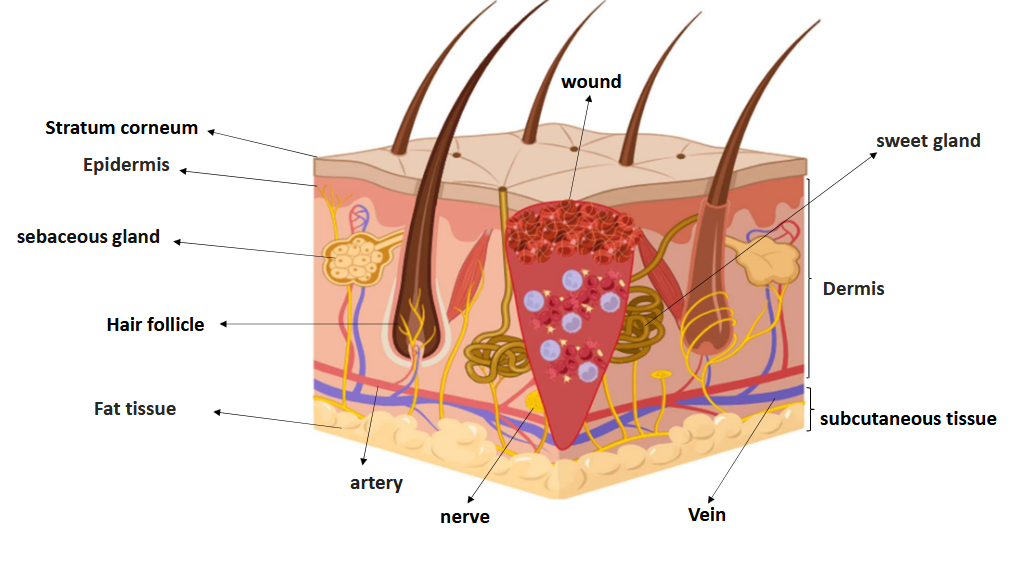 wound
Stratum corneum
sweet gland
Epidermis
sebaceous gland
Dermis
Hair follicle
Fat tissue
subcutaneous tissue
artery
nerve
Vein